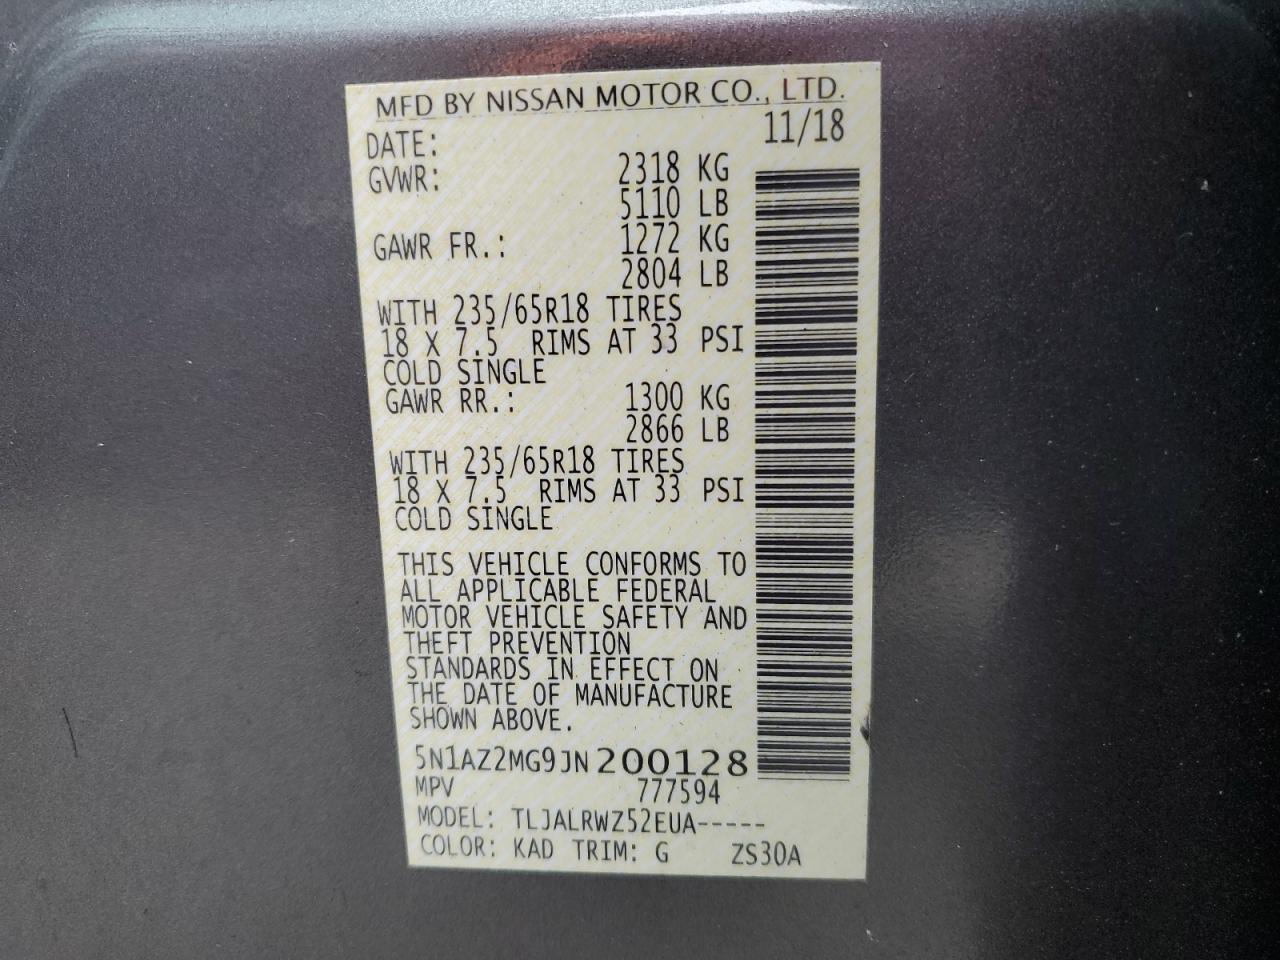 MFD BY NISSAN MOTOR CO., LTD.
DATE: 11/18
GVWR: 2318 KG
5110 LB
GAWR FR.: 1272 KG
2804 LB
WITH 235/65R18 TIRES
18 X 7.5 RIMS AT 33 PSI
COLD SINGLE
GAWR RR.: 1300 KG
2866 LB
WITH 235/65R18 TIRES
18 X 7.5 RIMS AT 33 PSI
COLD SINGLE
THIS VEHICLE CONFORMS TO
ALL APPLICABLE FEDERAL
MOTOR VEHICLE SAFETY AND
THEFT PREVENTION
STANDARDS IN EFFECT ON
THE DATE OF MANUFACTURE
SHOWN ABOVE.
5N1AZ2MG9JN200128
MPV 777594
MODEL: TLJALRWZ52EUA-----
COLOR: KAD TRIM: G ZS30A